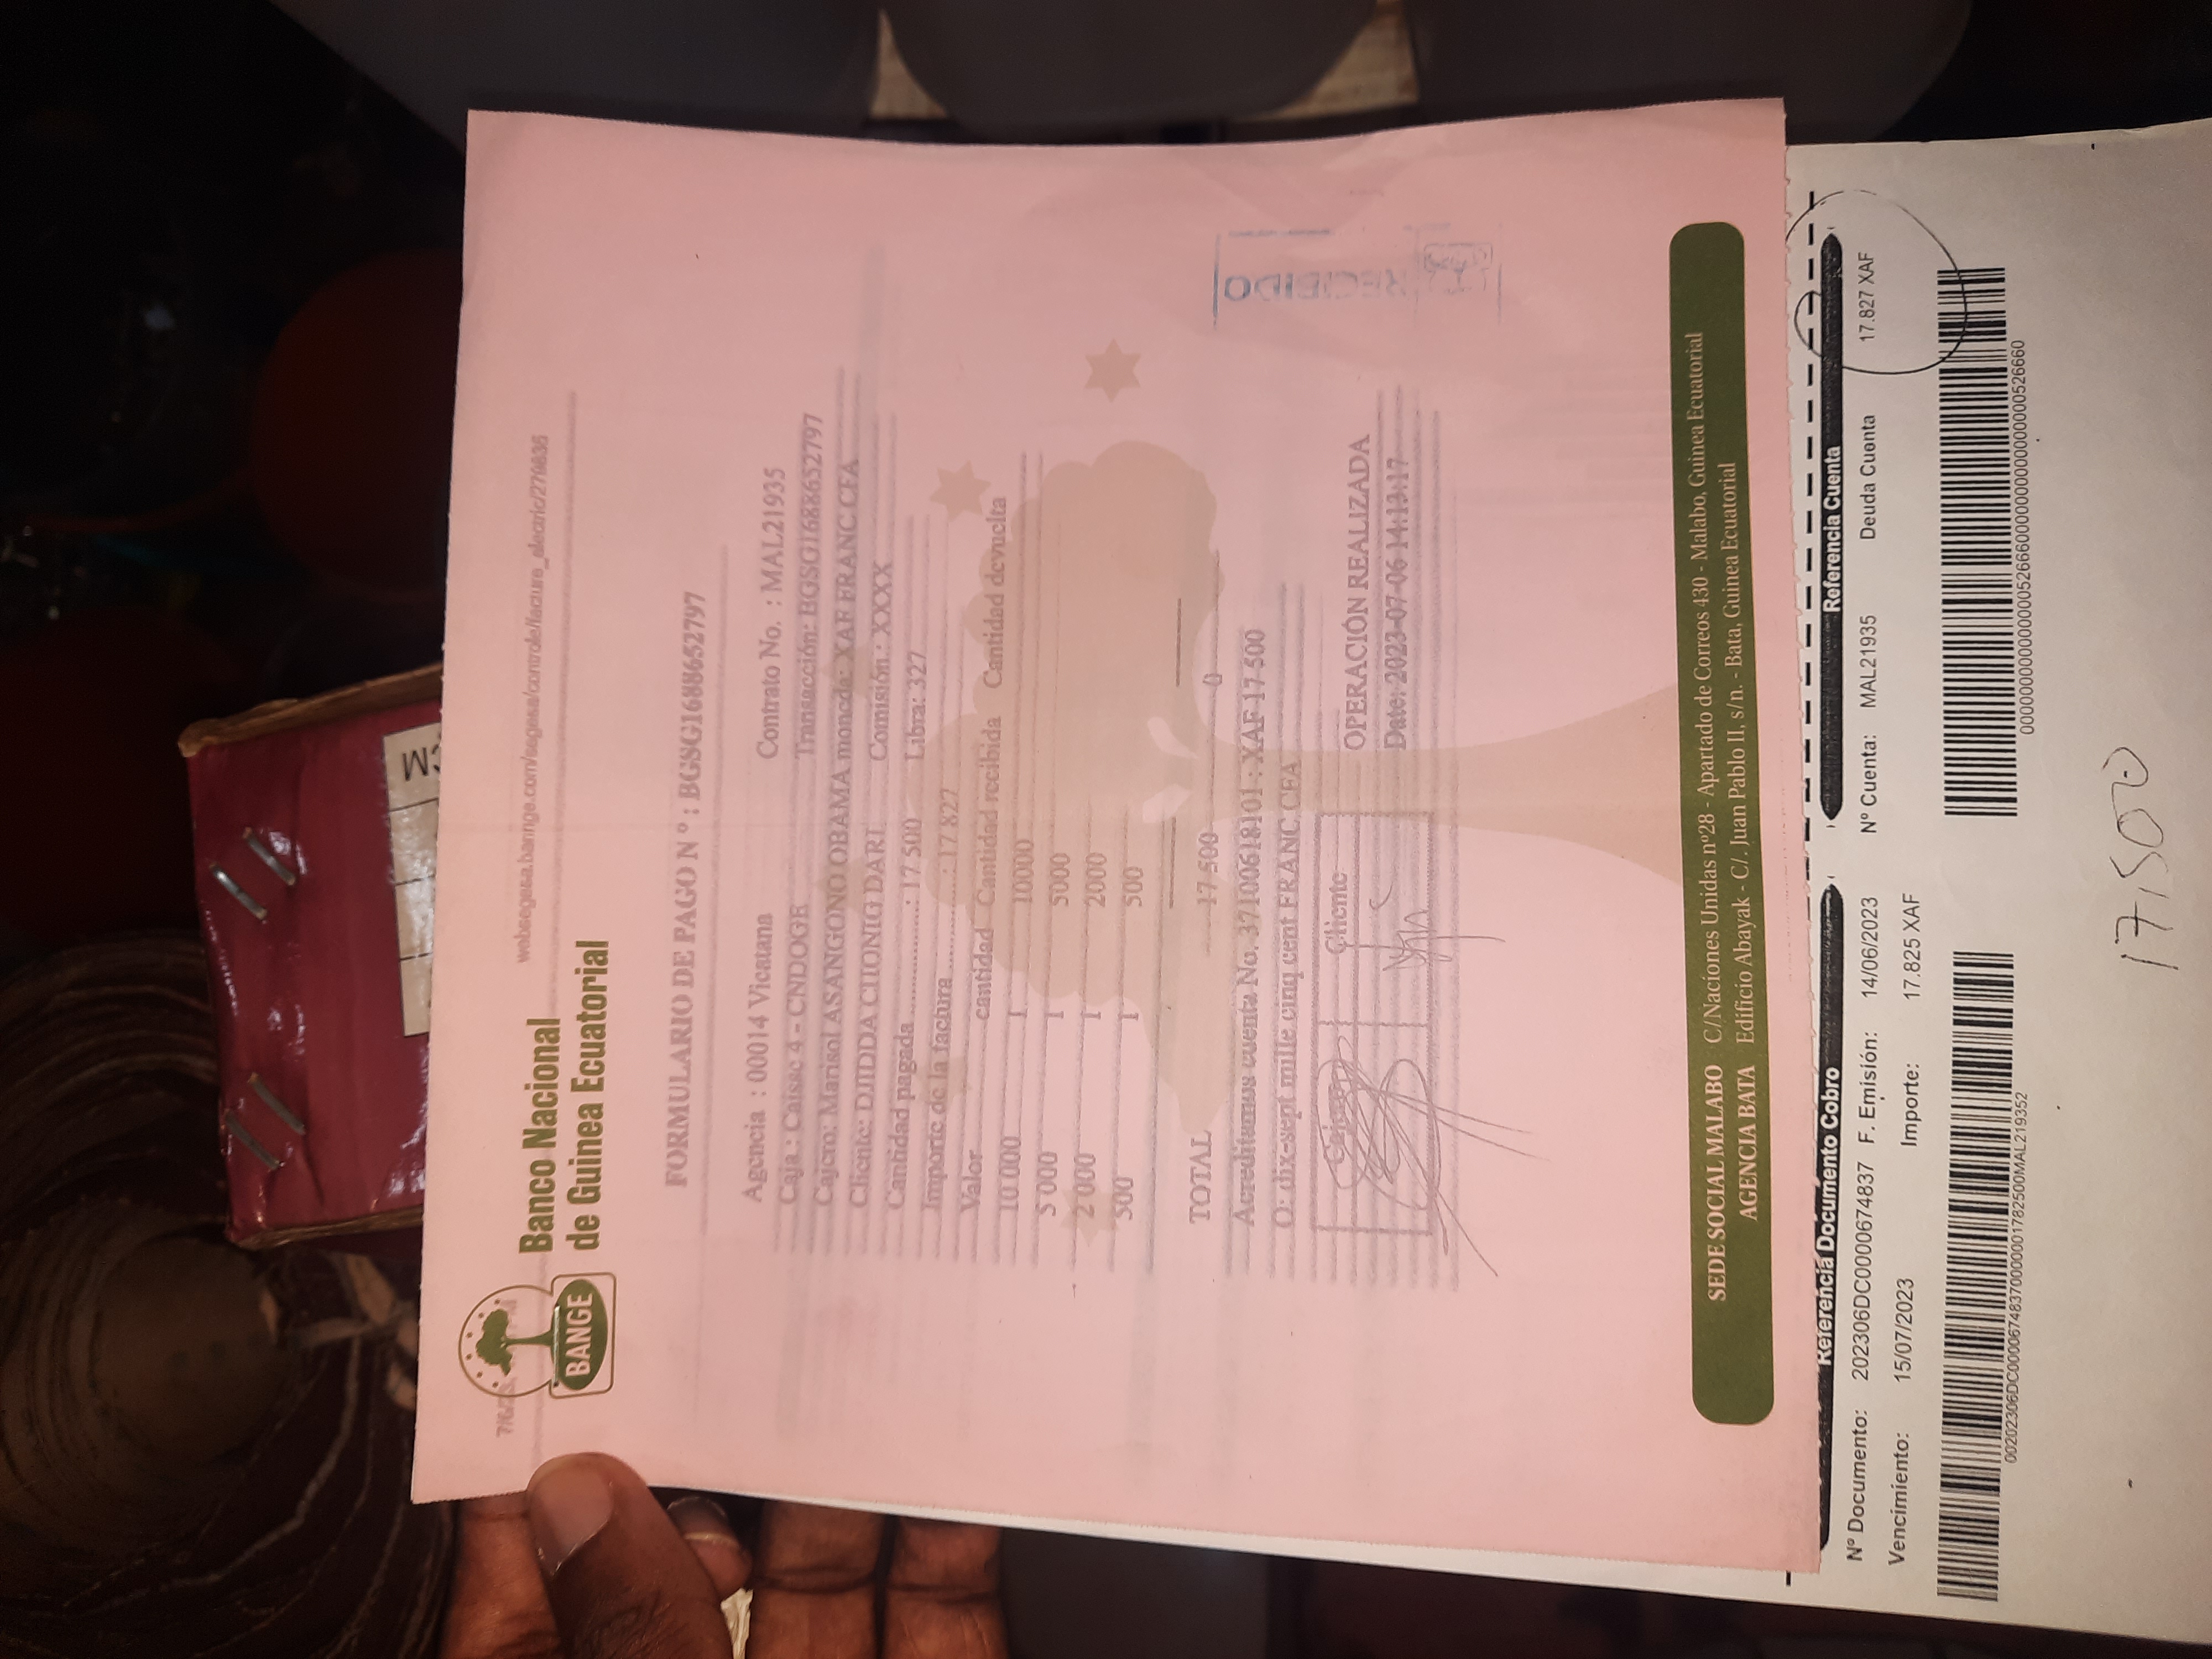 CM
7/6/23,
websegesa.bannge.com/segesa/controle/facture_electric/279835
BANGE
Banco Nacional
de Guinea Ecuatorial
FORMULARIO DE PAGO N º : BGSG1688652797
Agencia : 00014 Vicatana Contrato No. : MAL21935
Caja : Caisse 4 - CNDOGE Transacción: BGSG1688652797
Cajero: Marisol ASANGONO OBAMA moneda: XAF FRANC CFA
Cliente: DJIDDA CHONIG DARI Comisión : XXXX
Cantidad pagada ................: 17 500 Libra: 327
Importe de la factura ..............: 17 827
Valor cantidad Cantidad recibida Cantidad devuelta
10 000 1 10000
5 000 1 5000
2 000 1 2000
500 1 500
TOTAL 17 500 0
Acreditamos cuenta No. 37100618101 : XAF 17 500
O: dix-sept mille cinq cent FRANC CFA
Cajero Cliente
OPERACIÓN REALIZADA
Date: 2023-07-06 14:13:17
RECIBIDO
SEDE SOCIAL MALABO C/Naciones Unidas nº28 - Apartado de Correos 430 - Malabo, Guinea Ecuatorial
AGENCIA BATA Edificio Abayak - C/. Juan Pablo II, s/n. - Bata, Guinea Ecuatorial
Referencia Documento Cobro Referencia Cuenta
Nº Documento: 202306DC0000674837 F. Emisión: 14/06/2023 Nº Cuenta: MAL21935 Deuda Cuenta 17.827 XAF
Vencimiento: 15/07/2023 Importe: 17.825 XAF
00202306DC00006748370000001782500MAL219352
0000000000000000526660000000000000000526660
17,500